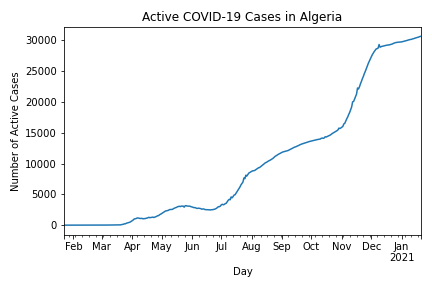 Active COVID-19 Cases in Algeria
Number of Active Cases
30000
25000
20000
15000
10000
5000
0
Feb Mar Apr May Jun Jul Aug Sep Oct Nov Dec Jan
2021
Day